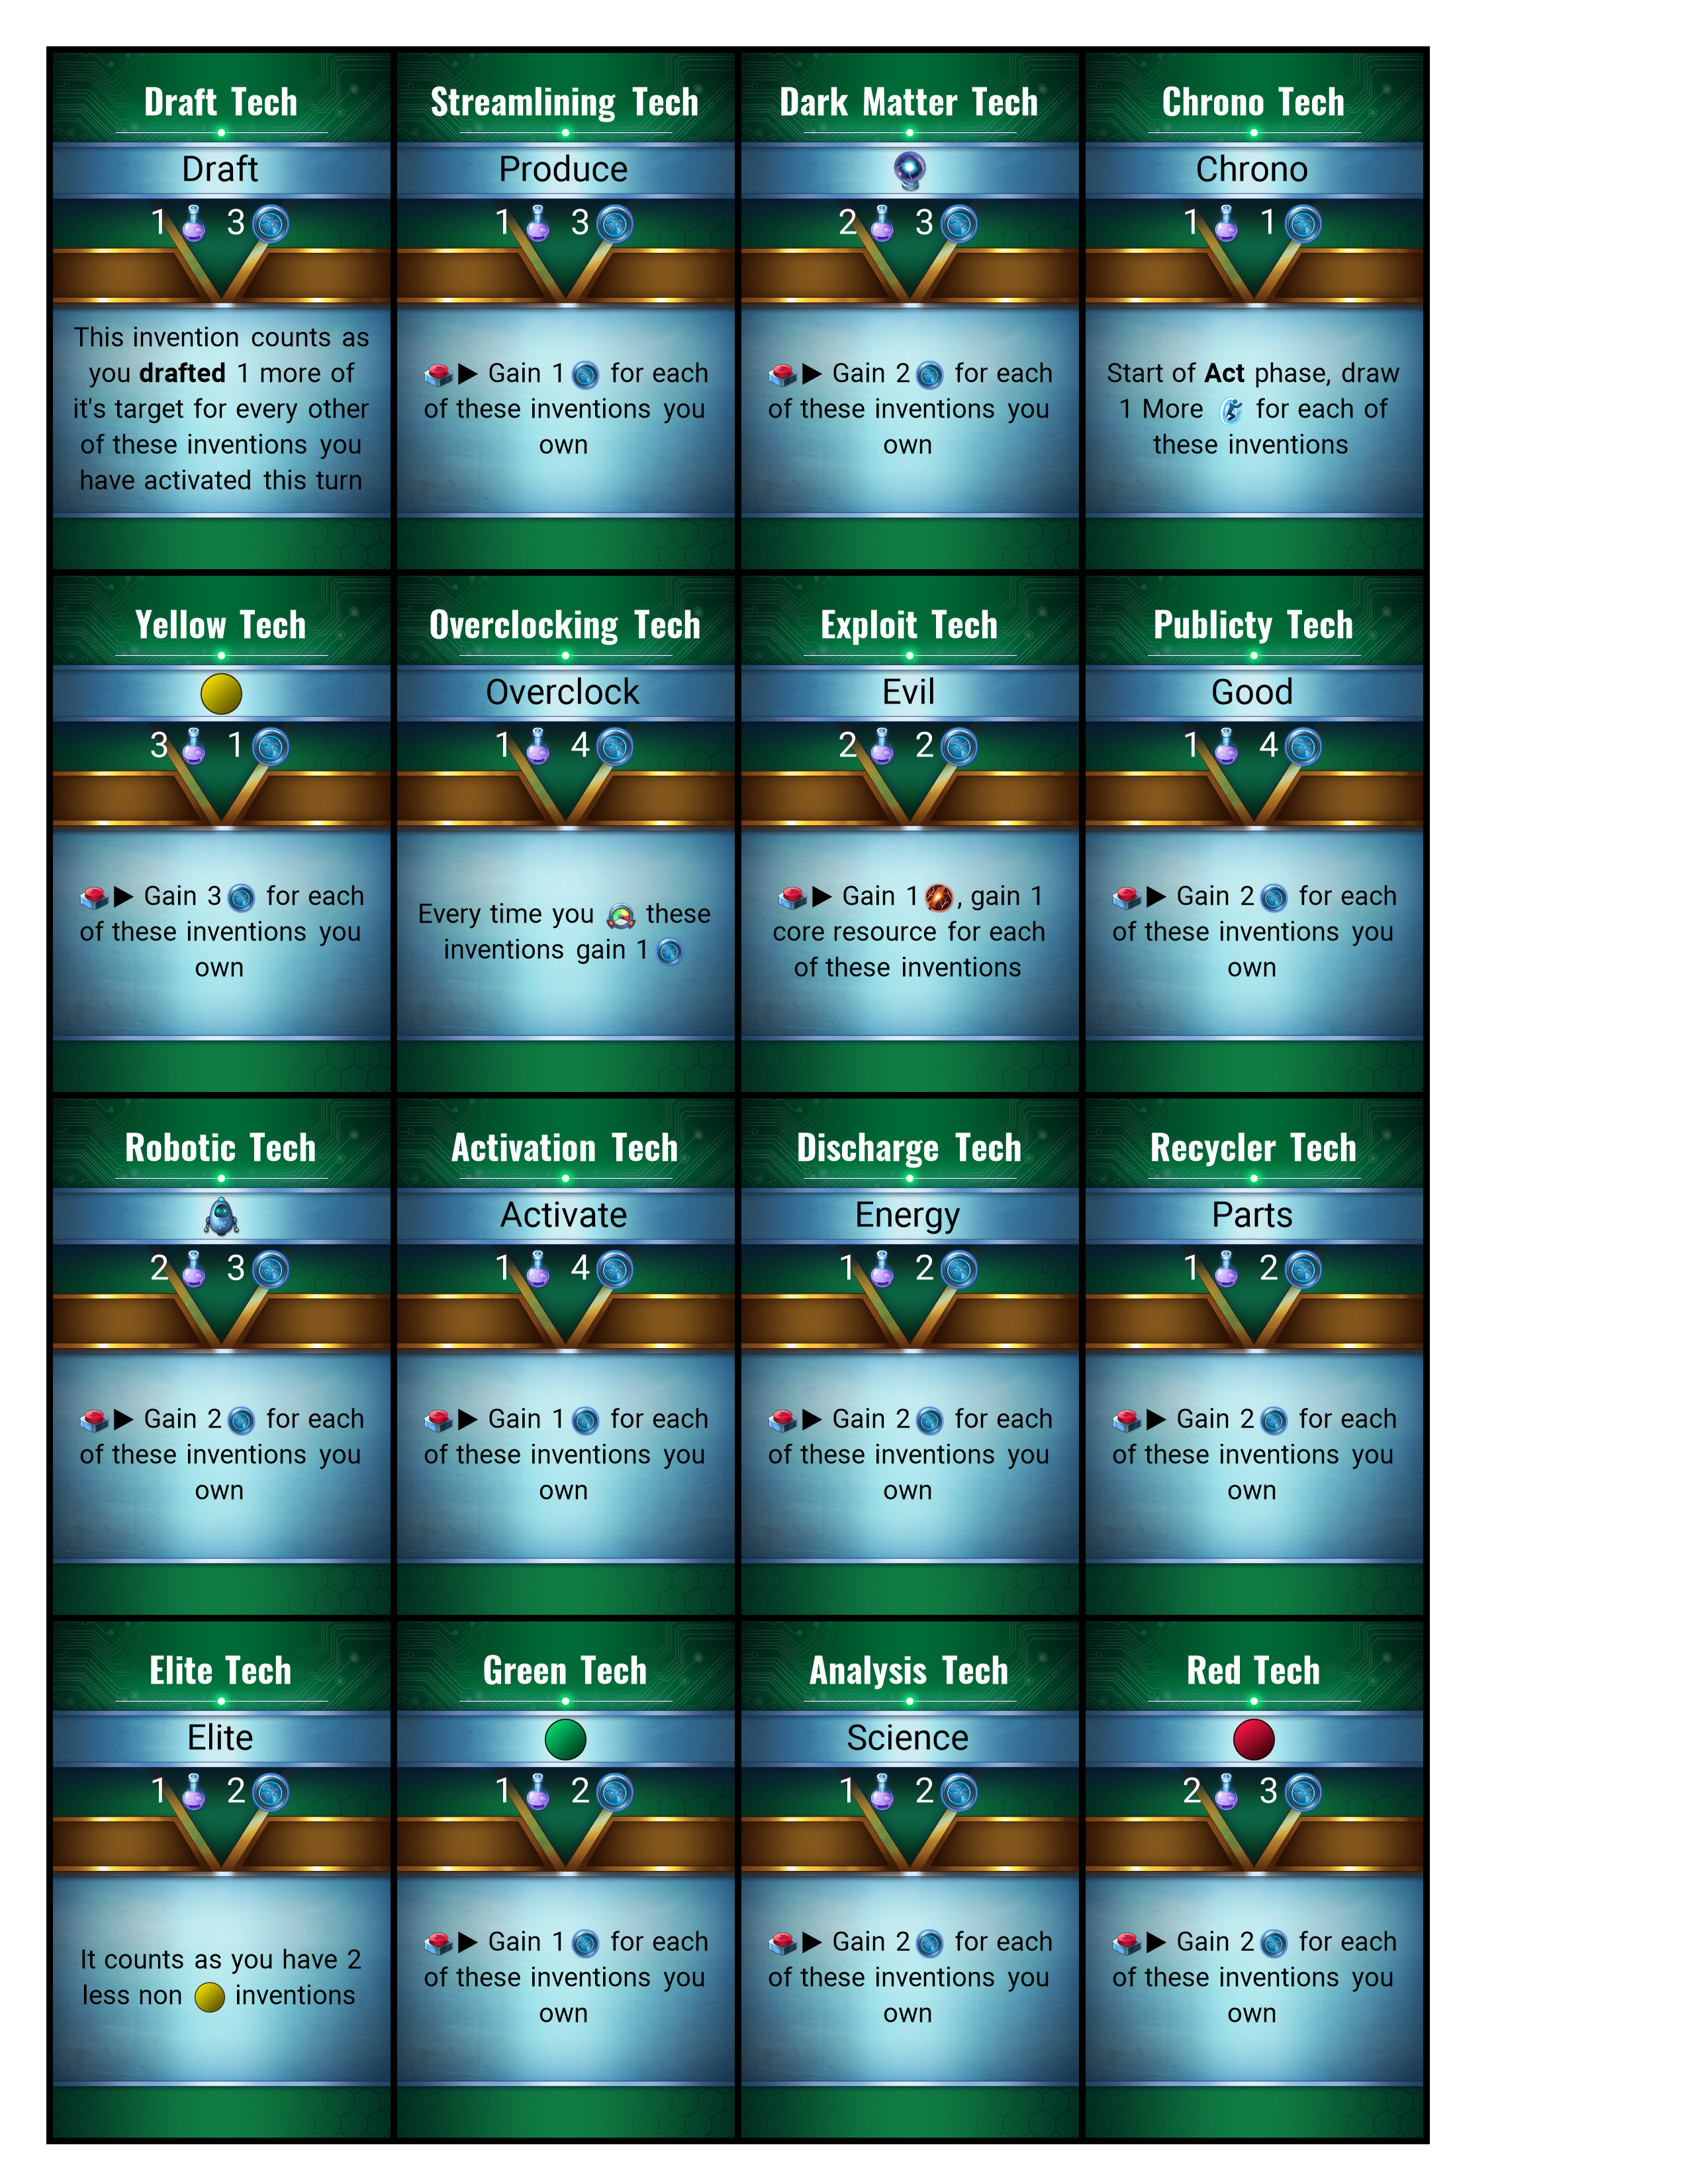 Draft Tech
Draft
1 3
This invention counts as
you drafted 1 more of
it's target for every other
of these inventions you
have activated this turn
Streamlining Tech
Produce
1 3
Gain 1 for each
of these inventions you
own
Dark Matter Tech
2 3
Gain 2 for each
of these inventions you
own
Chrono Tech
Chrono
1 1
Start of Act phase, draw
1 More for each of
these inventions
Yellow Tech
3 1
Gain 3 for each
of these inventions you
own
Overclocking Tech
Overclock
1 4
Every time you these
inventions gain 1
Exploit Tech
Evil
2 2
Gain 1 , gain 1
core resource for each
of these inventions
Publicty Tech
Good
1 4
Gain 2 for each
of these inventions you
own
Robotic Tech
2 3
Gain 2 for each
of these inventions you
own
Activation Tech
Activate
1 4
Gain 1 for each
of these inventions you
own
Discharge Tech
Energy
1 2
Gain 2 for each
of these inventions you
own
Recycler Tech
Parts
1 2
Gain 2 for each
of these inventions you
own
Elite Tech
Elite
1 2
It counts as you have 2
less non inventions
Green Tech
1 2
Gain 1 for each
of these inventions you
own
Analysis Tech
Science
1 2
Gain 2 for each
of these inventions you
own
Red Tech
2 3
Gain 2 for each
of these inventions you
own